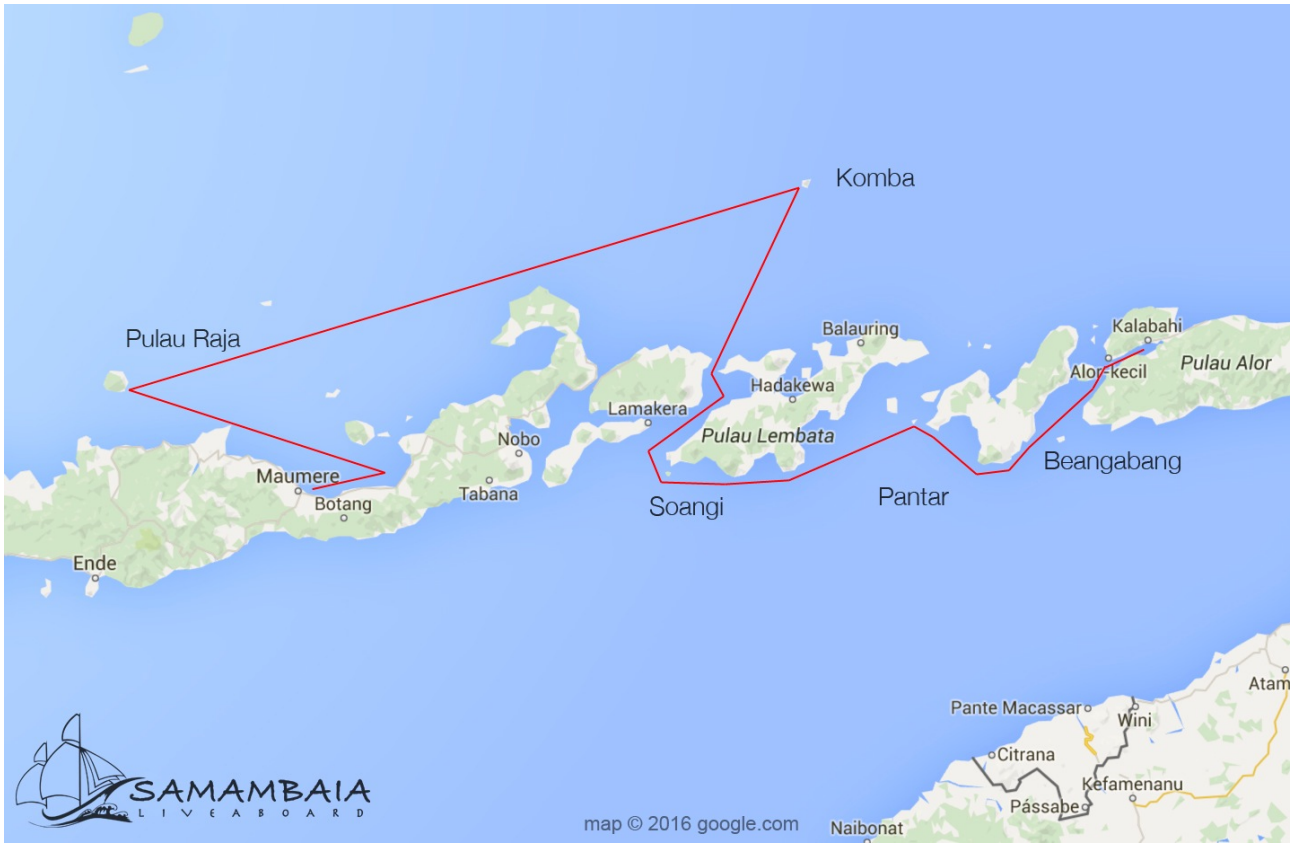 Komba
Pulau Raja
Balauring
Kalabahi
Alor-kecil
Pulau Alor
Hadakewa
Lamakera
Pulau Lembata
Nobo
Beangabang
Maumere
Tabana
Soangi
Pantar
Botang
Ende
Atam
Pante Macassar
Wini
Citrana
Kefamenanu
Pássabe
Naibonat
SAMAMBAIA
LIVEABOARD
map © 2016 google.com